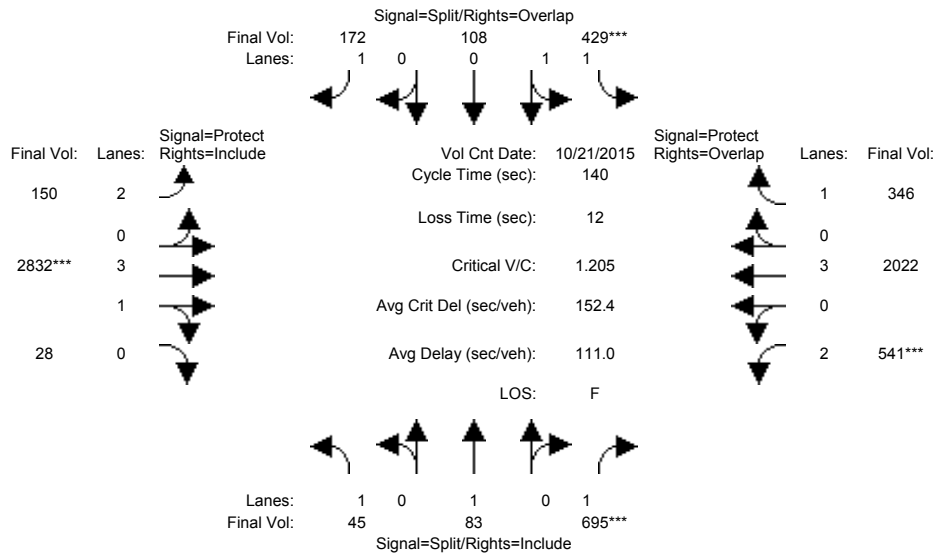 Signal=Split/Rights=Overlap
Final Vol: 172 108 429***
Lanes: 1 0 0 1 1
Signal=Protect Signal=Protect
Final Vol: Lanes: Rights=Include Vol Cnt Date: 10/21/2015 Rights=Overlap Lanes: Final Vol:
Cycle Time (sec): 140
150 2 1 346
Loss Time (sec): 12
0 0
2832*** 3 Critical V/C: 1.205 3 2022
1 Avg Crit Del (sec/veh): 152.4 0
28 0 Avg Delay (sec/veh): 111.0 2 541***
LOS: F
Lanes: 1 0 1 0 1
Final Vol: 45 83 695***
Signal=Split/Rights=Include